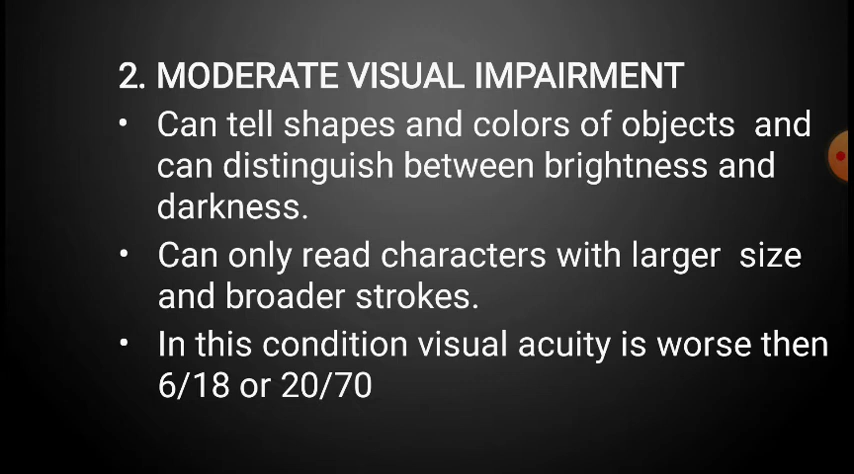 2. MODERATE VISUAL IMPAIRMENT
• Can tell shapes and colors of objects and
can distinguish between brightness and
darkness.
• Can only read characters with larger size
and broader strokes.
• In this condition visual acuity is worse then
6/18 or 20/70